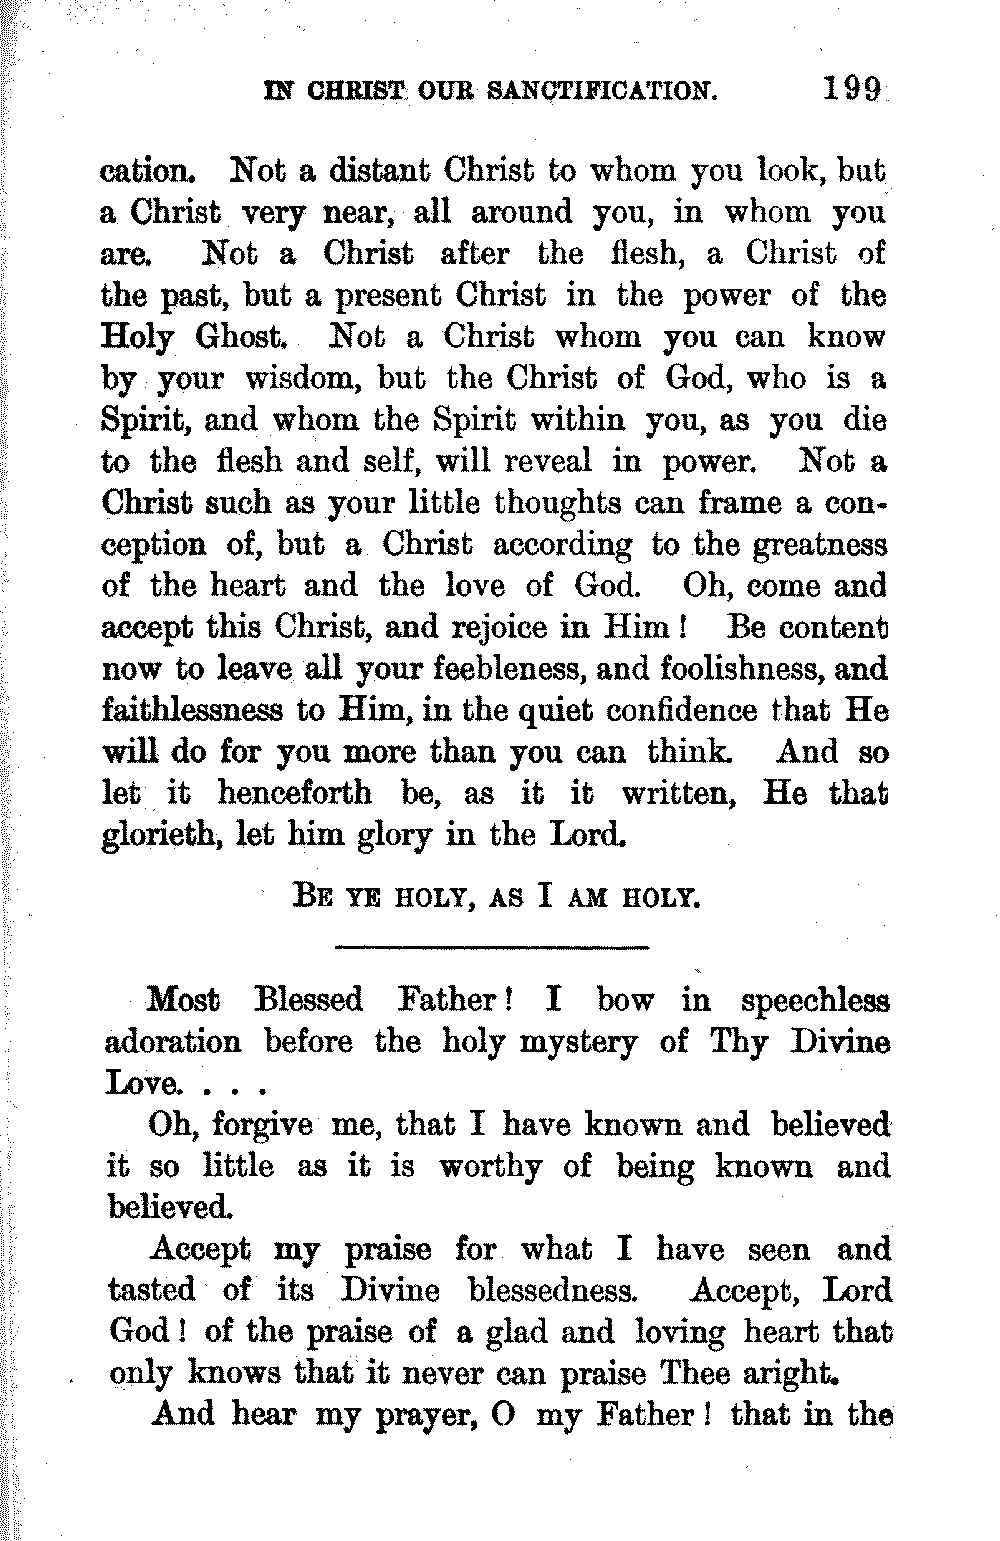 IN CHRIST OUR SANCTIFICATION. 199
cation. Not a distant Christ to whom you look, but
a Christ very near, all around you, in whom you
are. Not a Christ after the flesh, a Christ of
the past, but a present Christ in the power of the
Holy Ghost. Not a Christ whom you can know
by your wisdom, but the Christ of God, who is a
Spirit, and whom the Spirit within you, as you die
to the flesh and self, will reveal in power. Not a
Christ such as your little thoughts can frame a con-
ception of, but a Christ according to the greatness
of the heart and the love of God. Oh, come and
accept this Christ, and rejoice in Him! Be content
now to leave all your feebleness, and foolishness, and
faithlessness to Him, in the quiet confidence that He
will do for you more than you can think. And so
let it henceforth be, as it it written, He that
glorieth, let him glory in the Lord.
BE YE HOLY, AS I AM HOLY.
Most Blessed Father! I bow in speechless
adoration before the holy mystery of Thy Divine
Love. . . .
Oh, forgive me, that I have known and believed
it so little as it is worthy of being known and
believed.
Accept my praise for what I have seen and
tasted of its Divine blessedness. Accept, Lord
God! of the praise of a glad and loving heart that
only knows that it never can praise Thee aright.
And hear my prayer, O my Father! that in the